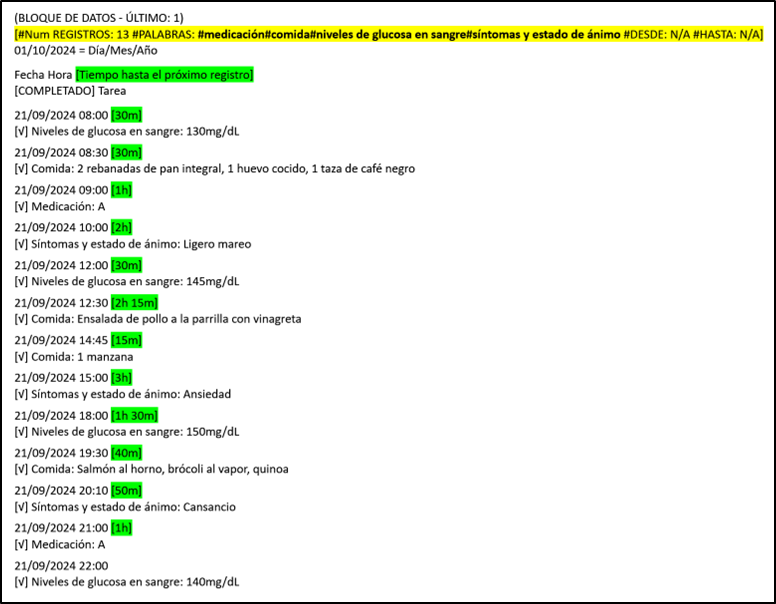 (BLOQUE DE DATOS - ÚLTIMO: 1)
[#Num REGISTROS: 13 #PALABRAS: #medicación#comida#niveles de glucosa en sangre#síntomas y estado de ánimo #DESDE: N/A #HASTA: N/A]
01/10/2024 = Día/Mes/Año
Fecha Hora [Tiempo hasta el próximo registro]
[COMPLETADO] Tarea
21/09/2024 08:00 [30m]
[√] Niveles de glucosa en sangre: 130mg/dL
21/09/2024 08:30 [30m]
[√] Comida: 2 rebanadas de pan integral, 1 huevo cocido, 1 taza de café negro
21/09/2024 09:00 [1h]
[√] Medicación: A
21/09/2024 10:00 [2h]
[√] Síntomas y estado de ánimo: Ligero mareo
21/09/2024 12:00 [30m]
[√] Niveles de glucosa en sangre: 145mg/dL
21/09/2024 12:30 [2h 15m]
[√] Comida: Ensalada de pollo a la parrilla con vinagreta
21/09/2024 14:45 [15m]
[√] Comida: 1 manzana
21/09/2024 15:00 [3h]
[√] Síntomas y estado de ánimo: Ansiedad
21/09/2024 18:00 [1h 30m]
[√] Niveles de glucosa en sangre: 150mg/dL
21/09/2024 19:30 [40m]
[√] Comida: Salmón al horno, brócoli al vapor, quinoa
21/09/2024 20:10 [50m]
[√] Síntomas y estado de ánimo: Cansancio
21/09/2024 21:00 [1h]
[√] Medicación: A
21/09/2024 22:00
[√] Niveles de glucosa en sangre: 140mg/dL